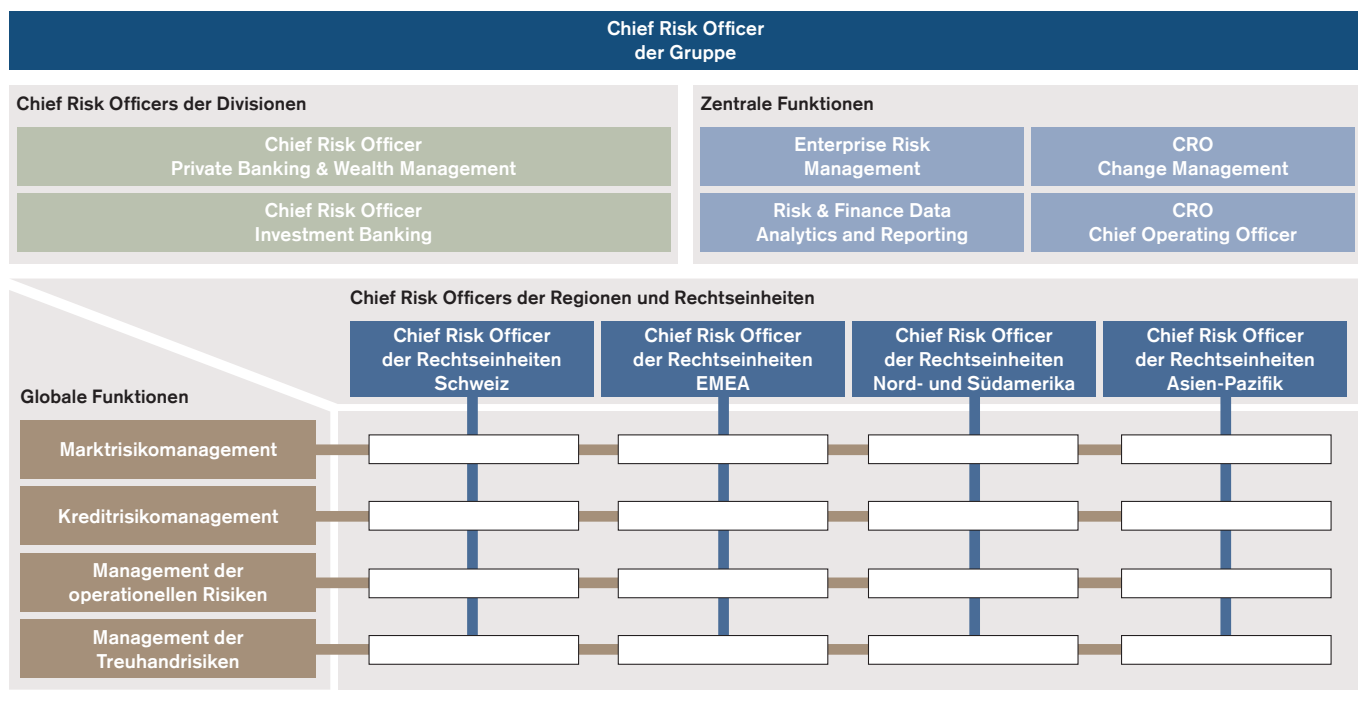 Chief Risk Officer
der Gruppe
Chief Risk Officers der Divisionen
Chief Risk Officer
Private Banking & Wealth Management
Chief Risk Officer
Investment Banking
Zentrale Funktionen
Enterprise Risk
Management
CRO
Change Management
Risk & Finance Data
Analytics and Reporting
CRO
Chief Operating Officer
Chief Risk Officers der Regionen und Rechtseinheiten
Chief Risk Officer
der Rechtseinheiten
Schweiz
Chief Risk Officer
der Rechtseinheiten
EMEA
Chief Risk Officer
der Rechtseinheiten
Nord- und Südamerika
Chief Risk Officer
der Rechtseinheiten
Asien-Pazifik
Globale Funktionen
Marktrisikomanagement
Kreditrisikomanagement
Management der
operationellen Risiken
Management der
Treuhandrisiken